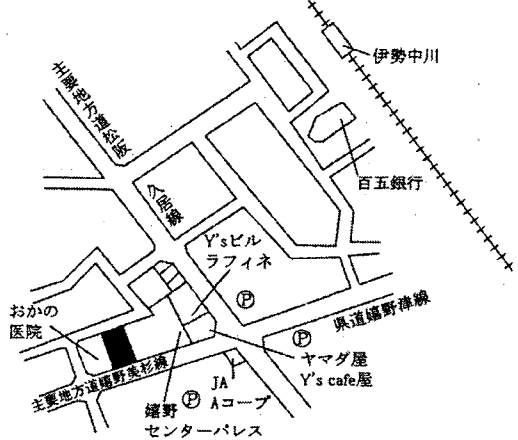 伊勢中川
主要地方道松阪
百五銀行
久居線
Y'sビル
ラフィネ
Ⓟ
おかの
医院
県道嬉野津線
Ⓟ
ヤマダ屋
Y's cafe屋
主要地方道嬉野美杉線
JA
Aコープ
Ⓟ
嬉野
センターパレス